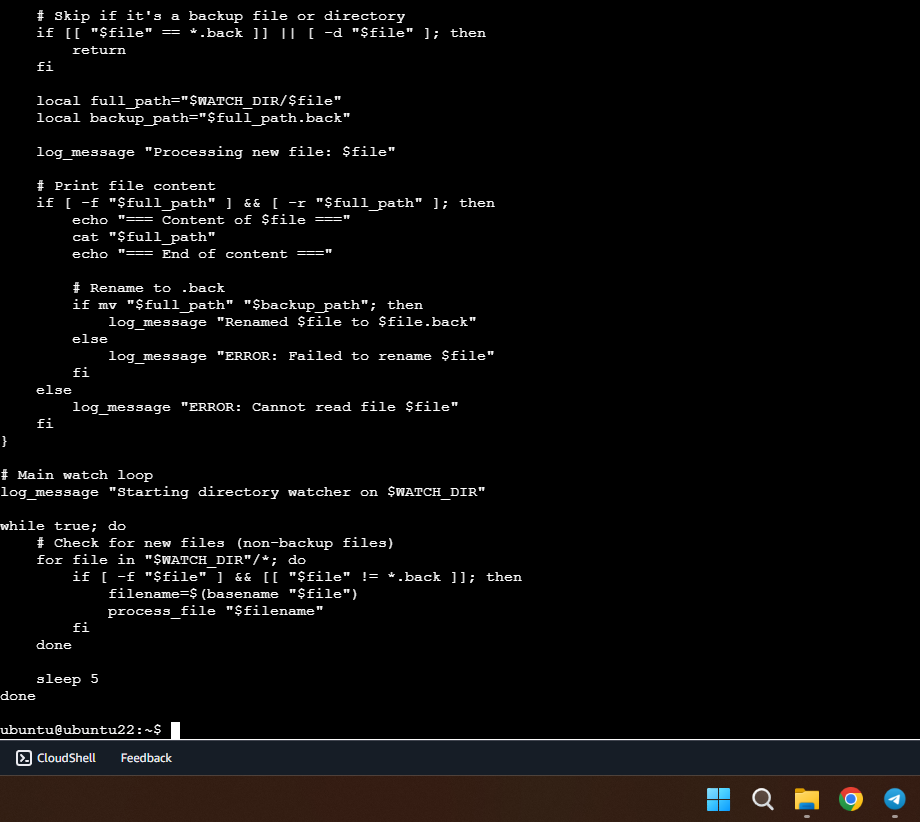 # Skip if it's a backup file or directory
    if [[ "$file" == *.back ]] || [ -d "$file" ]; then
        return
    fi

    local full_path="$WATCH_DIR/$file"
    local backup_path="$full_path.back"

    log_message "Processing new file: $file"

    # Print file content
    if [ -f "$full_path" ] && [ -r "$full_path" ]; then
        echo "=== Content of $file ==="
        cat "$full_path"
        echo "=== End of content ==="

        # Rename to .back
        if mv "$full_path" "$backup_path"; then
            log_message "Renamed $file to $file.back"
        else
            log_message "ERROR: Failed to rename $file"
        fi
    else
        log_message "ERROR: Cannot read file $file"
    fi
}

# Main watch loop
log_message "Starting directory watcher on $WATCH_DIR"

while true; do
    # Check for new files (non-backup files)
    for file in "$WATCH_DIR"/*; do
        if [ -f "$file" ] && [[ "$file" != *.back ]]; then
            filename=$(basename "$file")
            process_file "$filename"
        fi
    done

    sleep 5
done

ubuntu@ubuntu22:~$
CloudShell Feedback